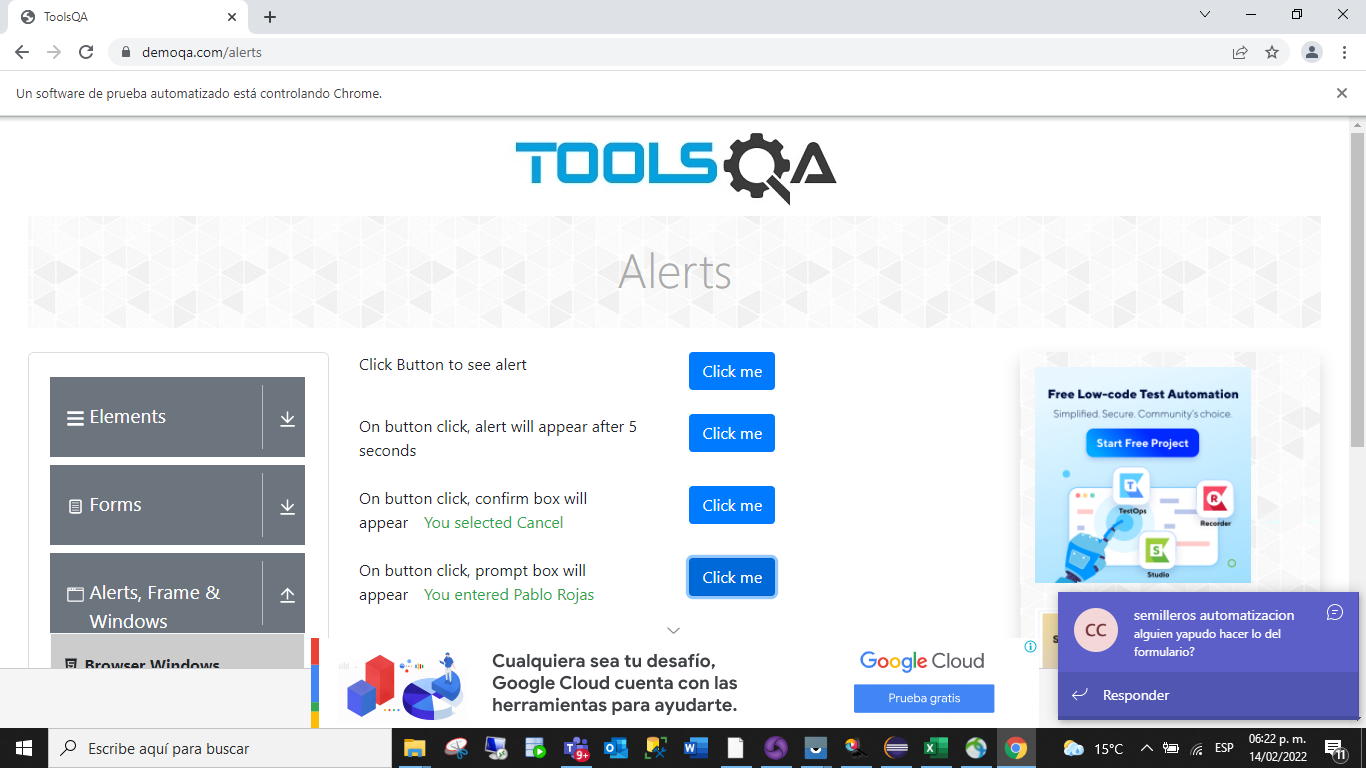 ToolsQA
demoqa.com/alerts
Un software de prueba automatizado está controlando Chrome.
TOOLSQA
Alerts
Elements
Forms
Alerts, Frame &
Windows
Browser Windows
Click Button to see alert
Click me
On button click, alert will appear after 5
seconds
Click me
On button click, confirm box will
appear You selected Cancel
Click me
On button click, prompt box will
appear You entered Pablo Rojas
Click me
Free Low-code Test Automation
Simplified. Secure. Community's choice.
Start Free Project
TestOps
Recorder
Studio
Cualquiera sea tu desafío,
Google Cloud cuenta con las
herramientas para ayudarte.
Google Cloud
Prueba gratis
CC
semilleros automatizacion
alguien yapudo hacer lo del
formulario?
Responder
Escribe aquí para buscar
9+
15°C
ESP
06:22 p. m.
14/02/2022
11